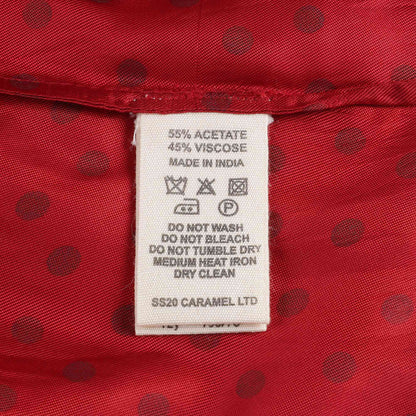 55% ACETATE
45% VISCOSE
MADE IN INDIA
P
DO NOT WASH
DO NOT BLEACH
DO NOT TUMBLE DRY
MEDIUM HEAT IRON
DRY CLEAN
SS20 CARAMEL LTD